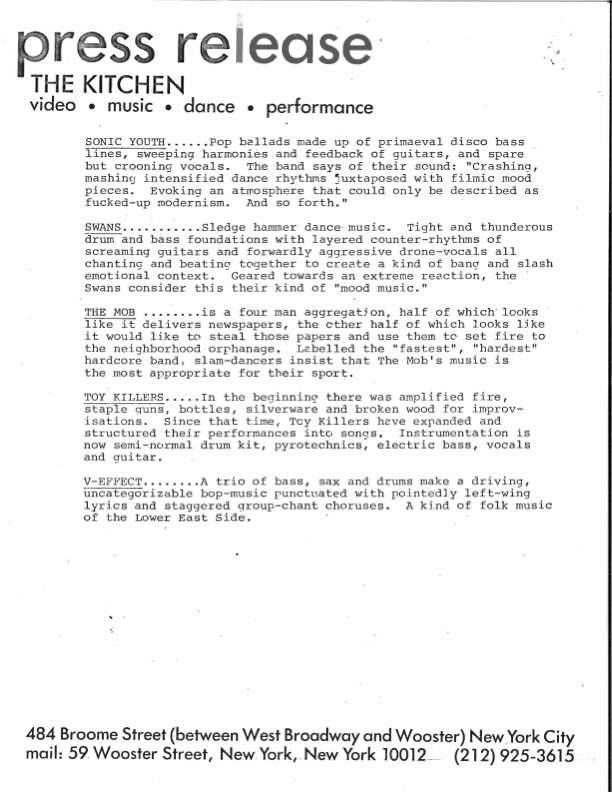 press release
THE KITCHEN
video • music • dance • performance
SONIC YOUTH......Pop ballads made up of primaeval disco bass
lines, sweeping harmonies and feedback of guitars, and spare
but crooning vocals.  The band says of their sound: "Crashing,
mashing intensified dance rhythms juxtaposed with filmic mood
pieces.  Evoking an atmosphere that could only be described as
fucked-up modernism.  And so forth."
SWANS...........Sledge hammer dance music.  Tight and thunderous
drum and bass foundations with layered counter-rhythms of
screaming guitars and forwardly aggressive drone-vocals all
chanting and beating together to create a kind of bang and slash
emotional context.  Geared towards an extreme reaction, the
Swans consider this their kind of "mood music."
THE MOB ........is a four man aggregation, half of which looks
like it delivers newspapers, the other half of which looks like
it would like to steal those papers and use them to set fire to
the neighborhood orphanage.  Labelled the "fastest", "hardest"
hardcore band, slam-dancers insist that The Mob's music is
the most appropriate for their sport.
TOY KILLERS.....In the beginning there was amplified fire,
staple guns, bottles, silverware and broken wood for improv-
isations.  Since that time, Toy Killers have expanded and
structured their performances into songs.  Instrumentation is
now semi-normal drum kit, pyrotechnics, electric bass, vocals
and guitar.
V-EFFECT........A trio of bass, sax and drums make a driving,
uncategorizable bop-music punctuated with pointedly left-wing
lyrics and staggered group-chant choruses.  A kind of folk music
of the Lower East Side.
484 Broome Street (between West Broadway and Wooster) New York City
mail: 59 Wooster Street, New York, New York 10012 (212) 925-3615